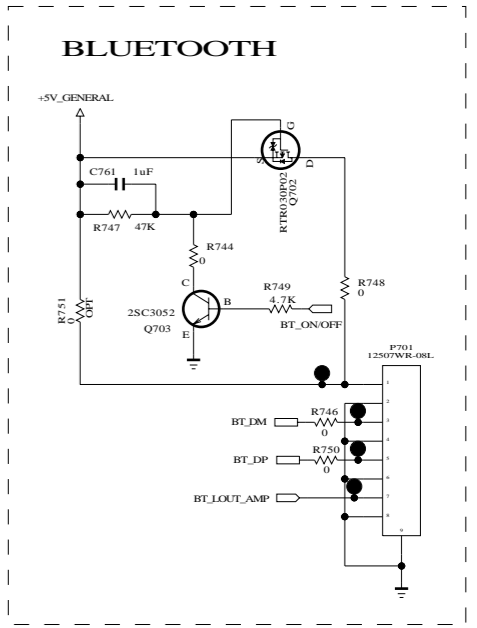 BLUETOOTH
+5V_GENERAL
G
S
D
RTR030P02
Q702
C761 1uF
R747 47K
R744
0
R751
0
OPT
C
B
E
2SC3052
Q703
R749
4.7K
BT_ON/OFF
R748
0
P701
12507WR-08L
1
2
3
4
5
6
7
8
9
R746
0
BT_DM
R750
0
BT_DP
BT_LOUT_AMP